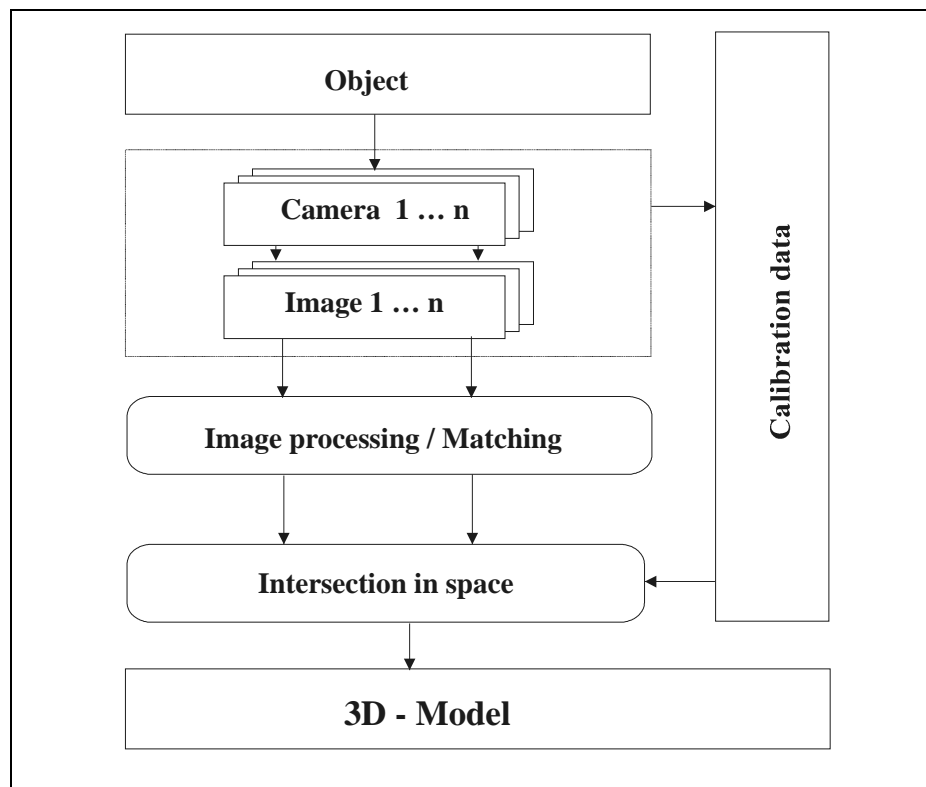 Object
Camera 1 … n
Image 1 … n
Image processing / Matching
Intersection in space
3D - Model
Calibration data